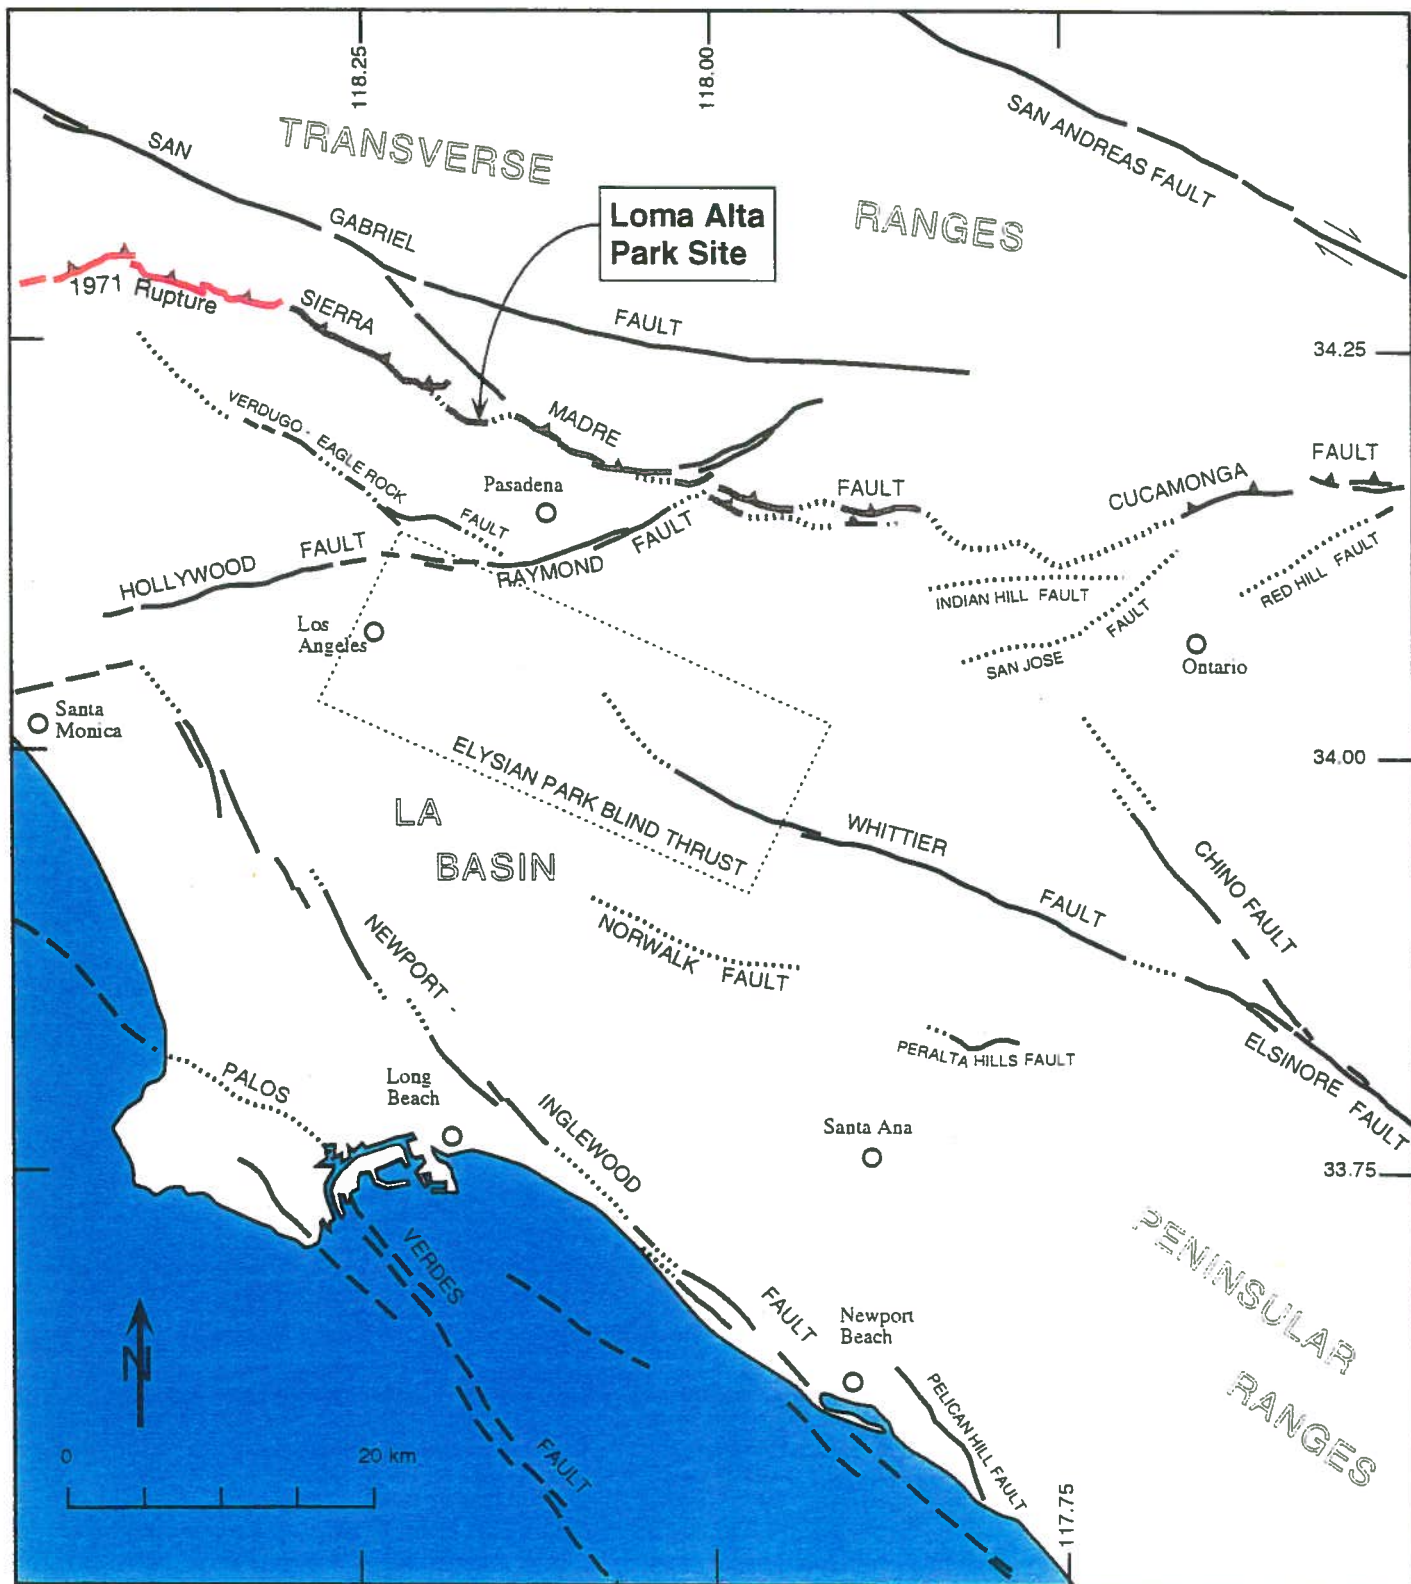 118.25
118.00
SAN ANDREAS FAULT
SAN
TRANSVERSE
RANGES
GABRIEL
FAULT
Loma Alta
Park Site
1971 Rupture
SIERRA
MADRE
FAULT
34.25
VERDUGO - EAGLE ROCK
FAULT
Pasadena
CUCAMONGA
FAULT
HOLLYWOOD
FAULT
RAYMOND
FAULT
INDIAN HILL FAULT
SAN JOSE
FAULT
RED HILL FAULT
Los
Angeles
Ontario
Santa
Monica
34.00
ELYSIAN PARK BLIND THRUST
LA
BASIN
WHITTIER
FAULT
CHINO FAULT
NORWALK FAULT
NEWPORT -
INGLEWOOD
FAULT
PERALTA HILLS FAULT
ELSINORE FAULT
PALOS
VERDES
FAULT
Long
Beach
Santa Ana
33.75
PENINSULAR
RANGES
Newport
Beach
PELICAN HILL FAULT
N
0
20 km
117.75